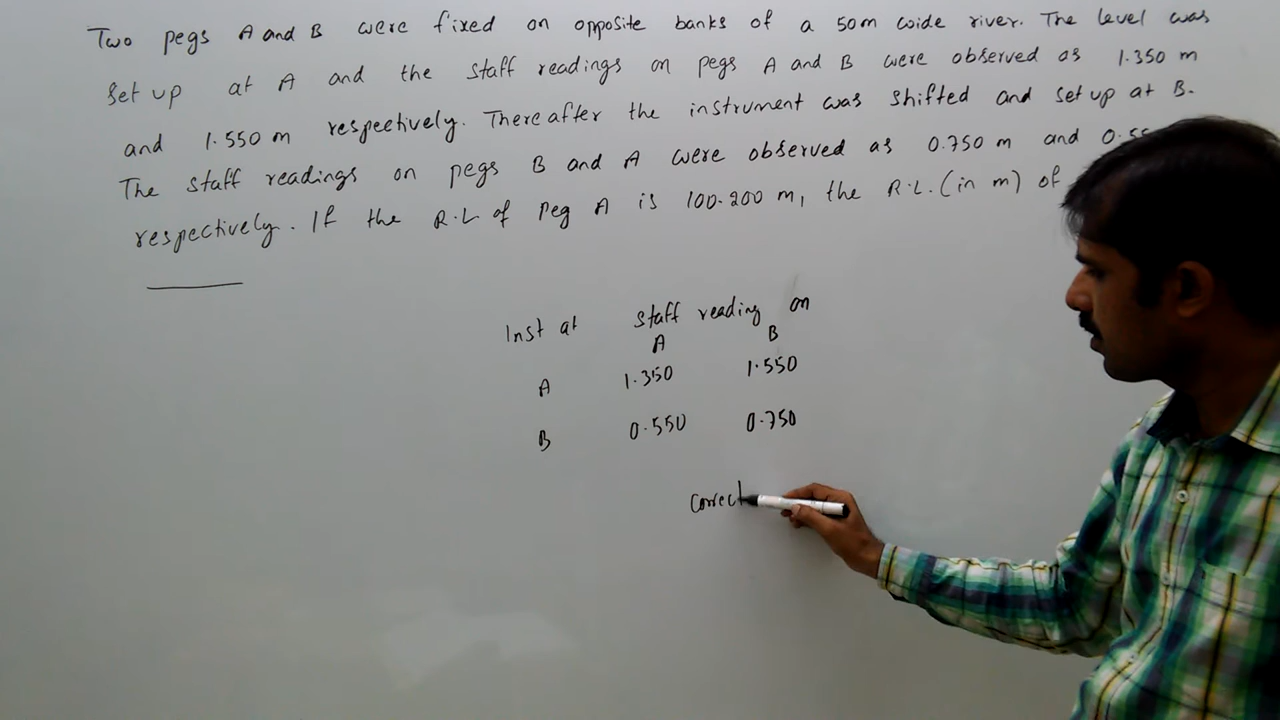 Two pegs A and B were fixed on opposite banks of a 50m wide river. The level was
set up at A and the staff readings on pegs A and B were observed as 1.350 m
and 1.550 m respectively. Thereafter the instrument was shifted and set up at B.
The staff readings on pegs B and A were observed as 0.750 m and
respectively. If the R.L of Peg A is 100.200 m, the R.L. (in m) of
Inst at staff reading on
A B
A 1.350 1.550
B 0.550 0.750
Correct